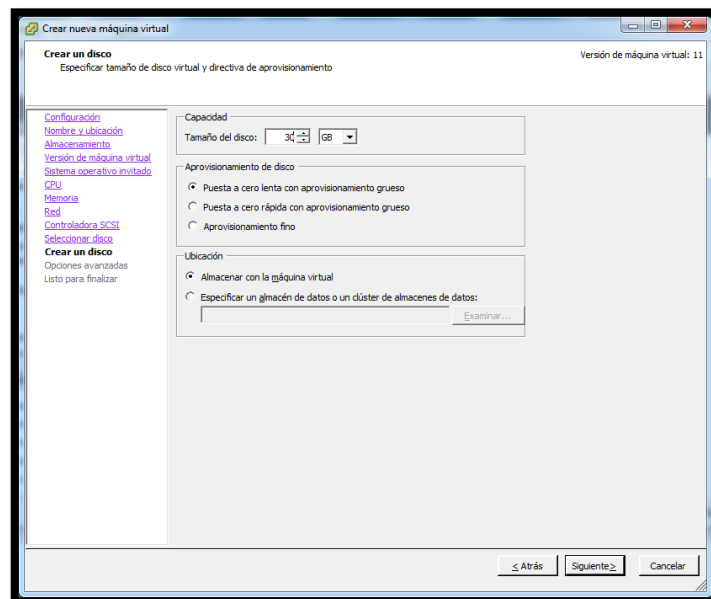 Crear nueva máquina virtual
Crear un disco
Versión de máquina virtual: 11
Especificar tamaño de disco virtual y directiva de aprovisionamiento
Configuración
Nombre y ubicación
Almacenamiento
Versión de máquina virtual
Sistema operativo invitado
CPU
Memoria
Red
Controladora SCSI
Seleccionar disco
Crear un disco
Opciones avanzadas
Listo para finalizar
Capacidad
Tamaño del disco: 30 GB
Aprovisionamiento de disco
Puesta a cero lenta con aprovisionamiento grueso
Puesta a cero rápida con aprovisionamiento grueso
Aprovisionamiento fino
Ubicación
Almacenar con la máquina virtual
Especificar un almacén de datos o un clúster de almacenes de datos:
Examinar...
< Atrás Siguiente > Cancelar